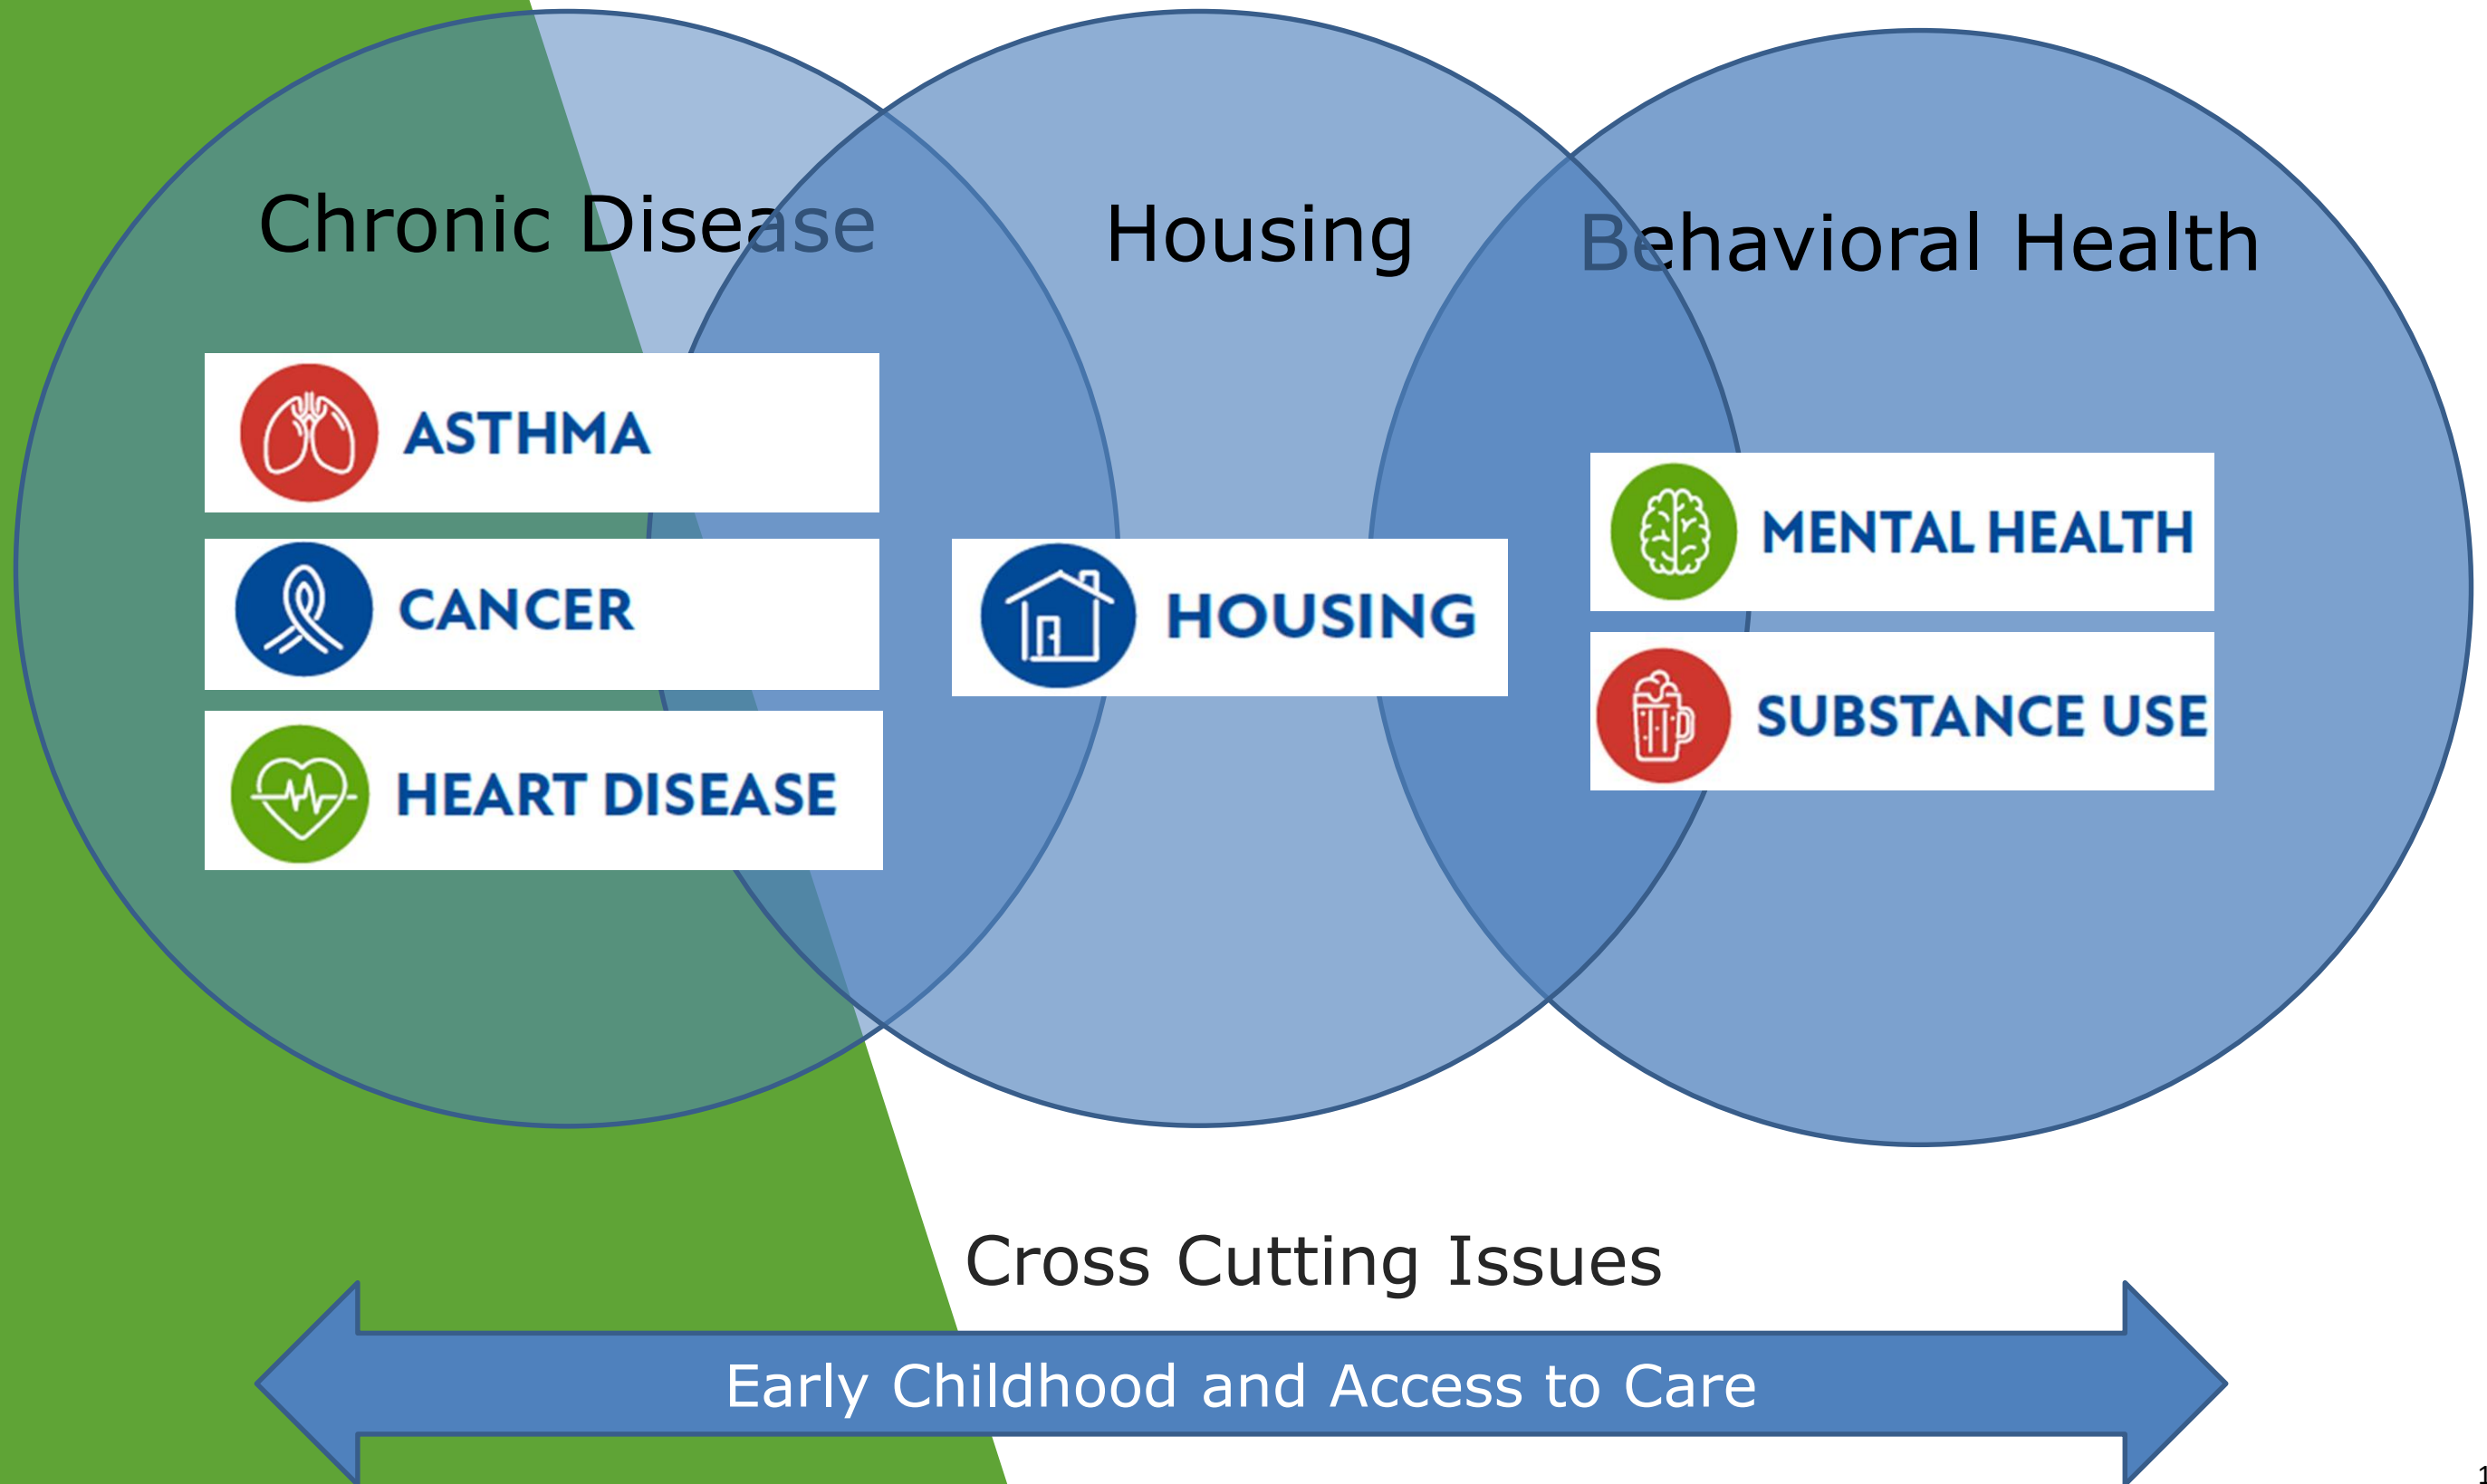 Chronic Disease
Housing
Behavioral Health
ASTHMA
CANCER
HEART DISEASE
HOUSING
MENTAL HEALTH
SUBSTANCE USE
Cross Cutting Issues
Early Childhood and Access to Care